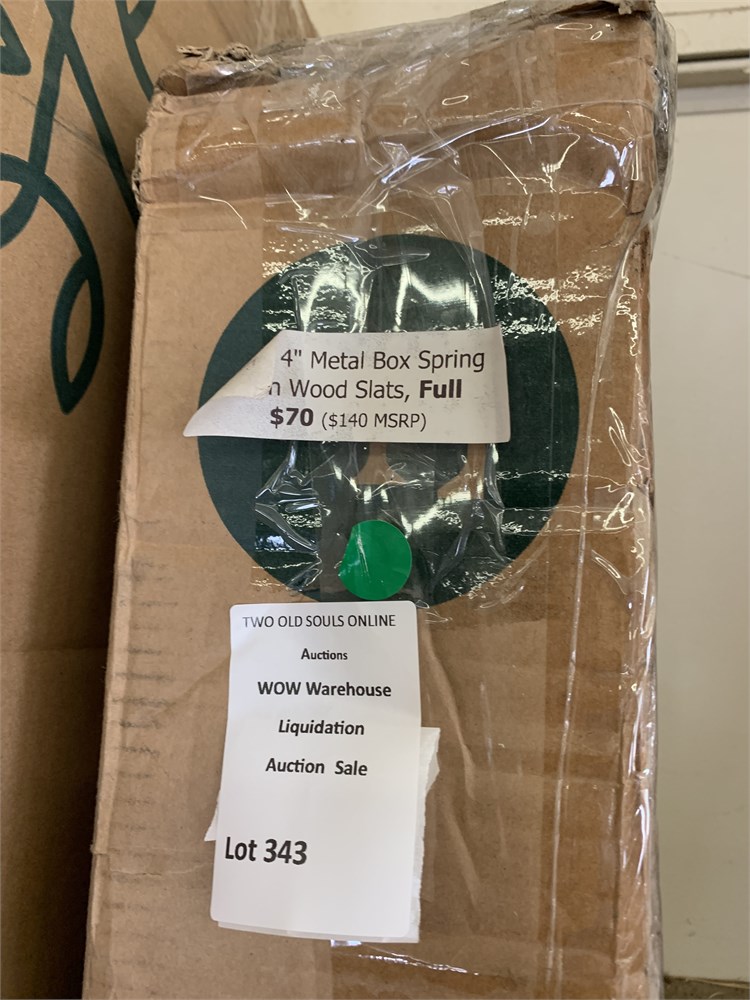 4" Metal Box Spring
Wood Slats, Full
$70 ($140 MSRP)
TWO OLD SOULS ONLINE
Auctions
WOW Warehouse
Liquidation
Auction Sale
Lot 343